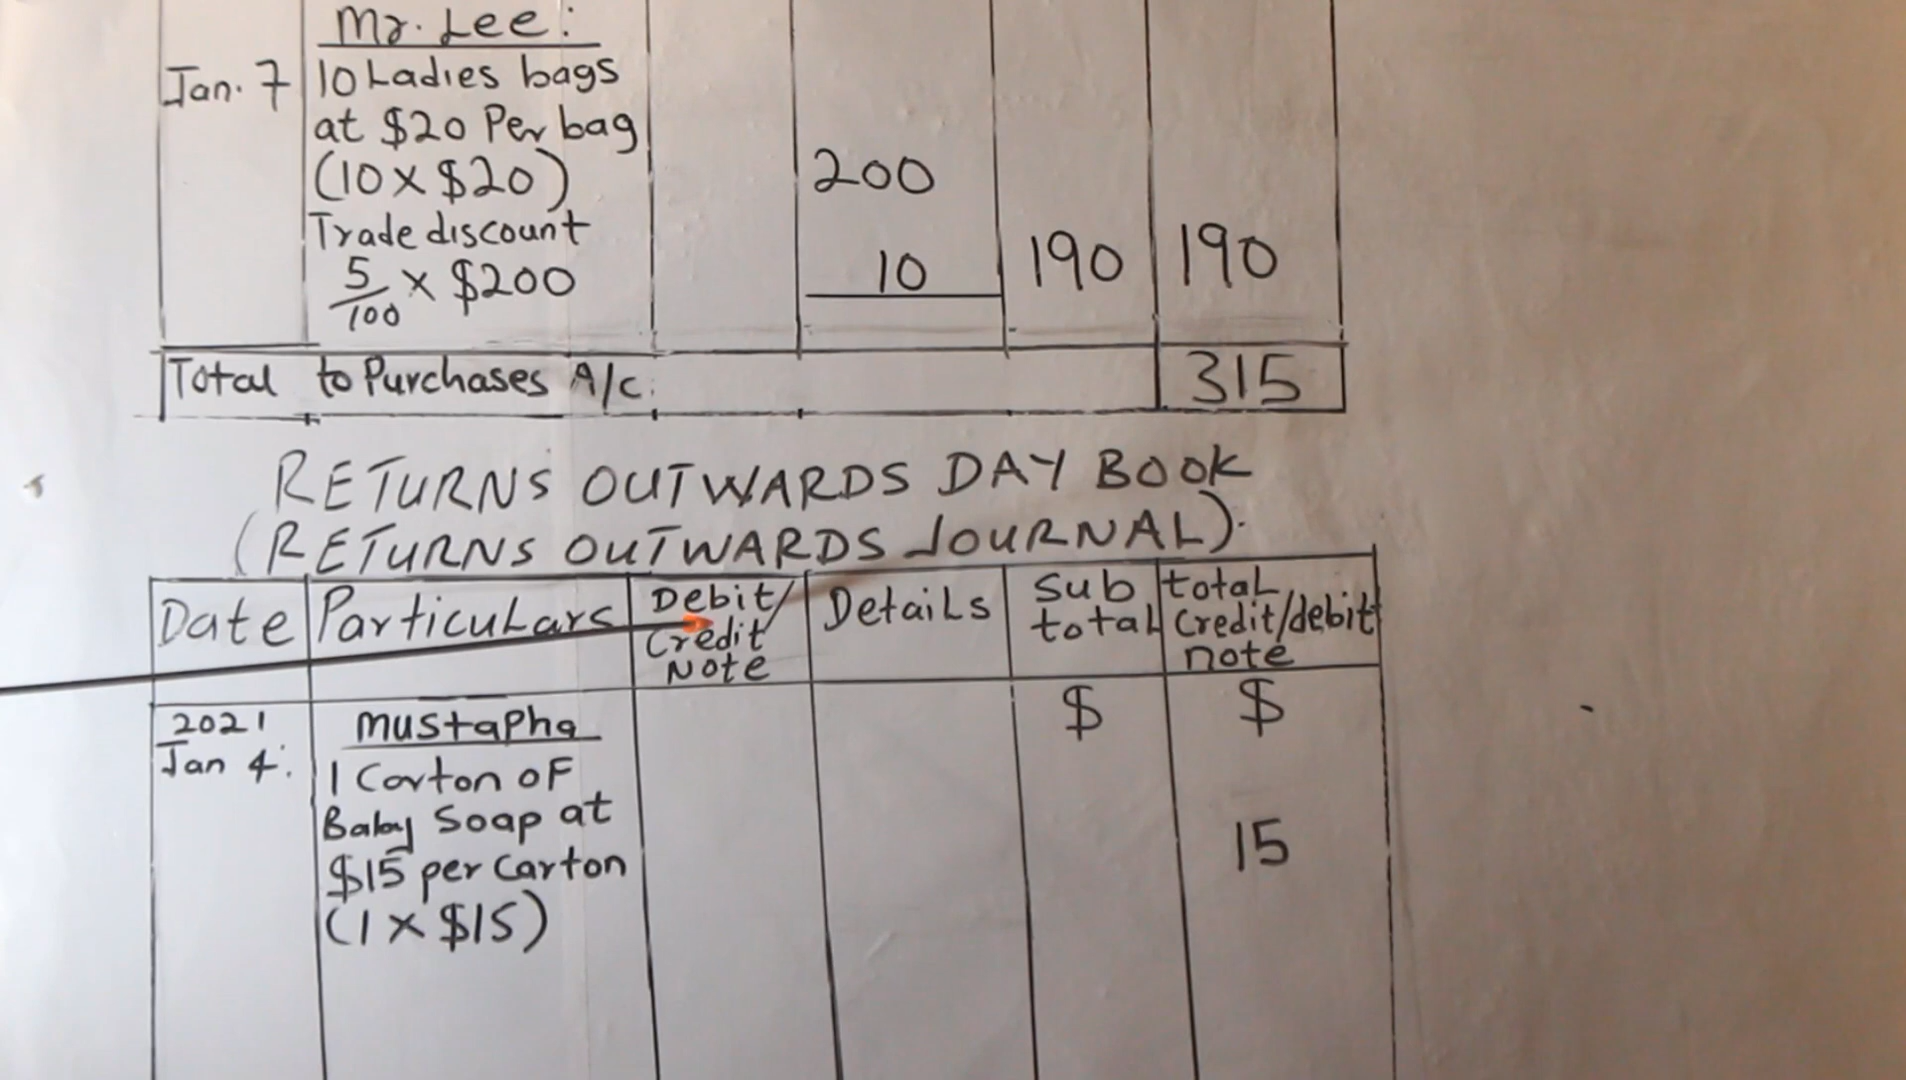 Mr. Lee:
Jan. 7 10 Ladies bags
at $20 Per bag
(10 x $20) 200
Trade discount
5/100 x $200 10 190 190
Total to Purchases A/c. 315
RETURNS OUTWARDS DAY BOOK
(RETURNS OUTWARDS JOURNAL).
Date Particulars Debit/ Credit Note Details Sub total total credit/debit note
2021 Mustapha $ $
Jan 4. 1 Carton of
Baby Soap at 15
$15 per carton
(1 x $15)